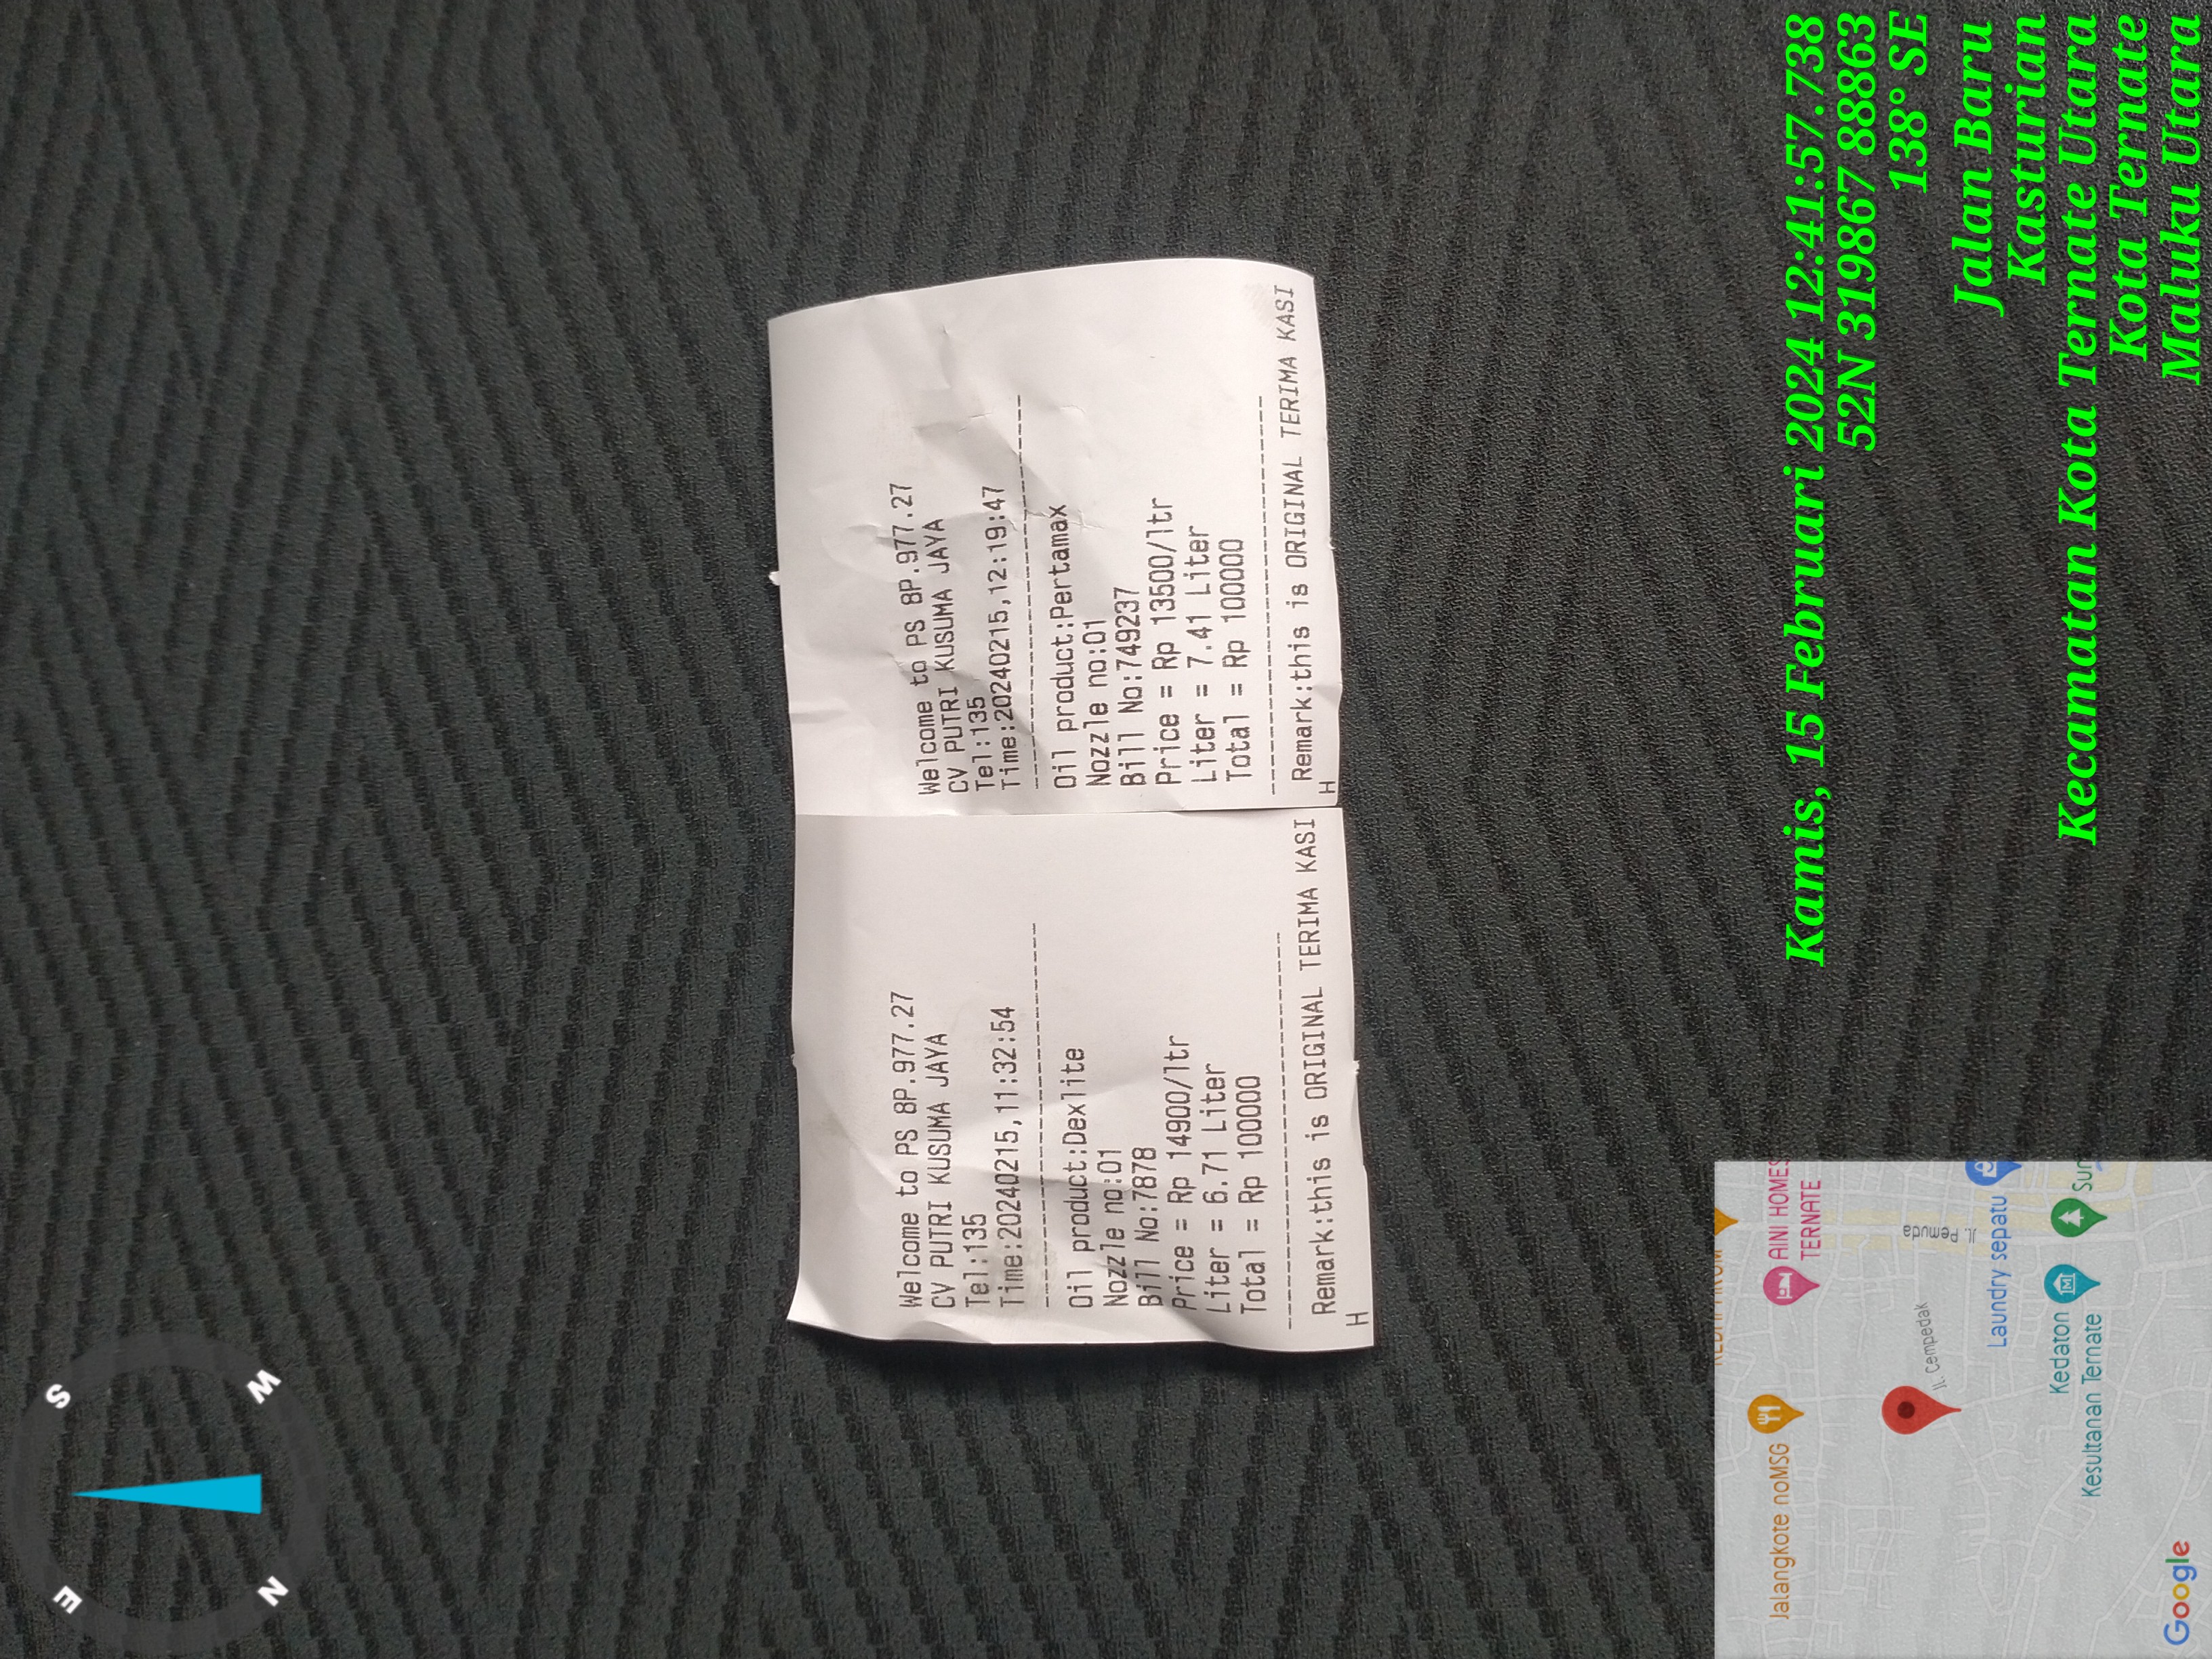 Welcome to PS 8P.977.27
CV PUTRI KUSUMA JAYA
Tel:135
Time:20240215,11:32:54
Oil product:Dexlite
Nozzle no:01
Bill No:7878
Price = Rp 14900/ltr
Liter = 6.71 Liter
Total = Rp 100000
Remark:this is ORIGINAL TERIMA KASI
H
Welcome to PS 8P.977.27
CV PUTRI KUSUMA JAYA
Tel:135
Time:20240215,12:19:47
Oil product:Pertamax
Nozzle no:01
Bill No:749237
Price = Rp 13500/ltr
Liter = 7.41 Liter
Total = Rp 100000
Remark:this is ORIGINAL TERIMA KASI
H
Kamis, 15 Februari 2024 12:41:57.738
52N 319867 88863
138° SE
Jalan Baru
Kasturian
Kecamatan Kota Ternate Utara
Kota Ternate
Maluku Utara
E
S
N
W
AINI HOMES
TERNATE
Jalangkote noMSG
Jl. Pemuda
Jl. Cempedak
Laundry sepatu
Kedaton
Kesultanan Ternate
Sun
Google